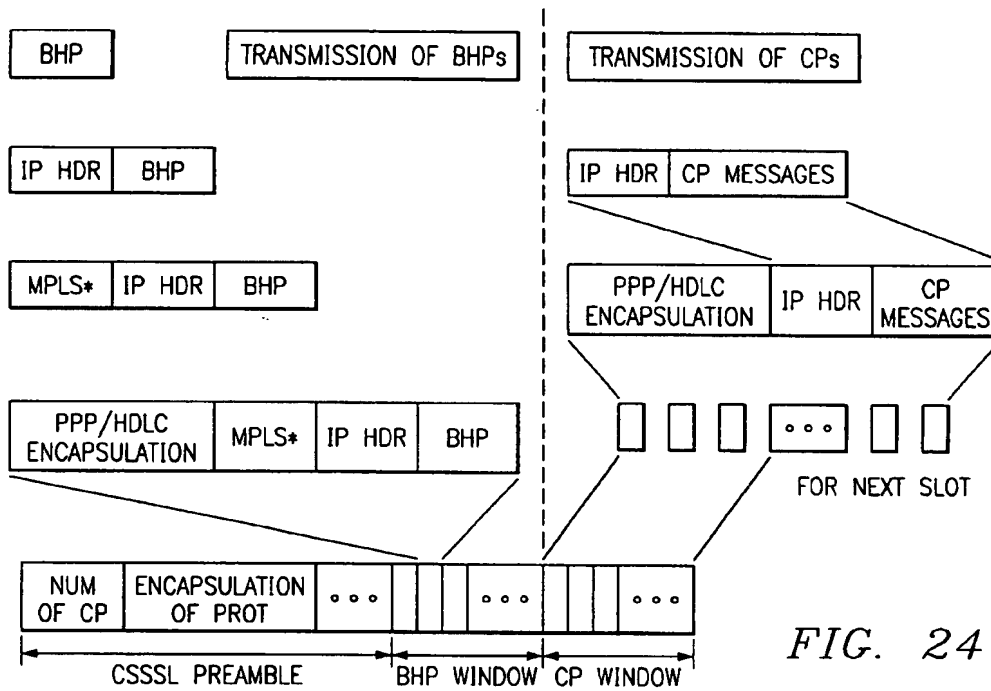 BHP
TRANSMISSION OF BHPs
TRANSMISSION OF CPs
IP HDR
BHP
IP HDR
CP MESSAGES
MPLS*
IP HDR
BHP
PPP/HDLC
ENCAPSULATION
IP HDR
CP
MESSAGES
PPP/HDLC
ENCAPSULATION
MPLS*
IP HDR
BHP
FOR NEXT SLOT
NUM
OF CP
ENCAPSULATION
OF PROT
CSSSL PREAMBLE
BHP WINDOW
CP WINDOW
FIG. 24